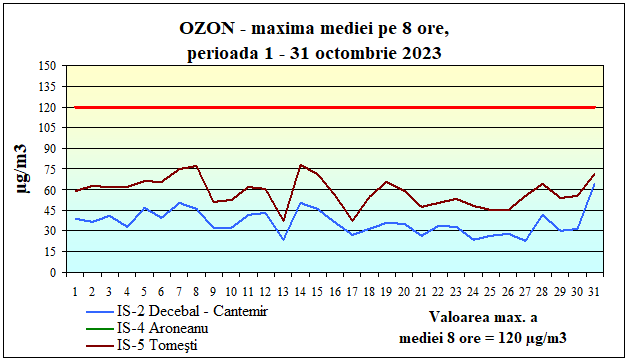 OZON - maxima mediei pe 8 ore,
perioada 1 - 31 octombrie 2023
µg/m3
150
135
120
105
90
75
60
45
30
15
0
1 2 3 4 5 6 7 8 9 10 11 12 13 14 15 16 17 18 19 20 21 22 23 24 25 26 27 28 29 30 31
IS-2 Decebal - Cantemir
IS-4 Aroneanu
IS-5 Tomeşti
Valoarea max. a
mediei 8 ore = 120 µg/m3